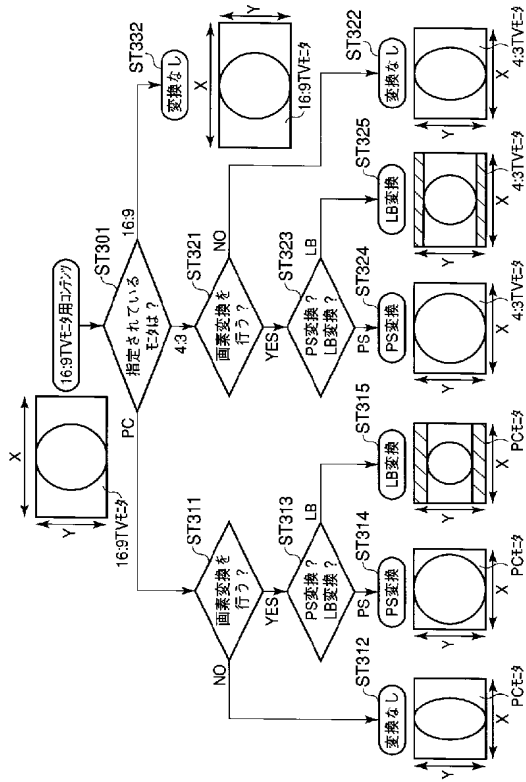 X
Y
16:9TVモニタ
16:9TVモニタ用コンテンツ
ST301
指定されている
モニタは?
PC
16:9
4:3
ST332
変換なし
X
Y
16:9TVモニタ
ST311
画素変換を
行う?
NO
YES
ST321
画素変換を
行う?
NO
YES
ST313
PS変換?
LB変換?
PS
LB
ST323
PS変換?
LB変換?
PS
LB
ST312
変換なし
ST314
PS変換
ST315
LB変換
ST324
PS変換
ST325
LB変換
ST322
変換なし
Y
X
PCモニタ
Y
X
PCモニタ
Y
X
PCモニタ
Y
X
4:3TVモニタ
Y
X
4:3TVモニタ
Y
X
4:3TVモニタ